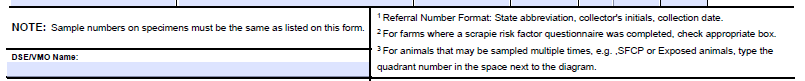 NOTE: Sample numbers on specimens must be the same as listed on this form.
DSE/VMO Name:
¹ Referral Number Format: State abbreviation, collector's initials, collection date.
² For farms where a scrapie risk factor questionnaire was completed, check appropriate box.
³ For animals that may be sampled multiple times, e.g. ,SFCP or Exposed animals, type the
quadrant number in the space next to the diagram.